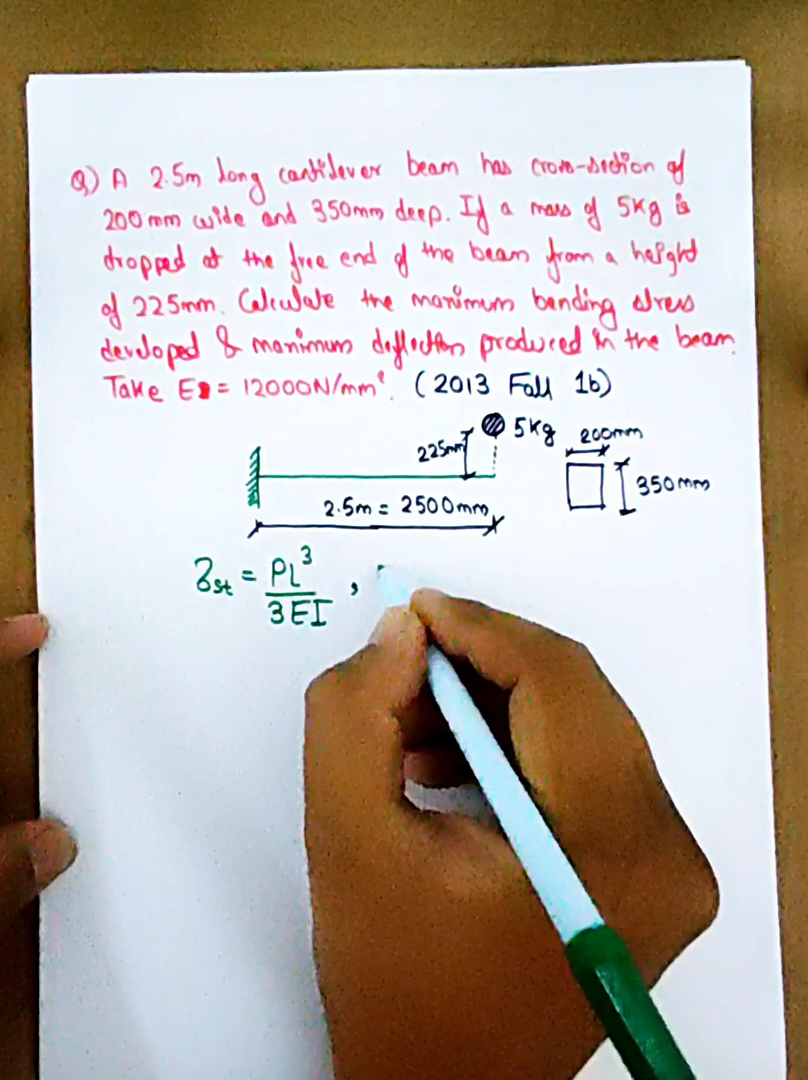 Q) A 2.5m long cantilever beam has cross-section of
200mm wide and 350mm deep. If a mass of 5Kg is
dropped at the free end of the beam from a height
of 225mm. Calculate the maximum bending stress
developed & maximum deflection produced in the beam.
Take E = 12000N/mm². (2013 Fall 1b)
5Kg
225mm
200mm
350mm
2.5m = 2500mm
δst = PL³/3EI ,